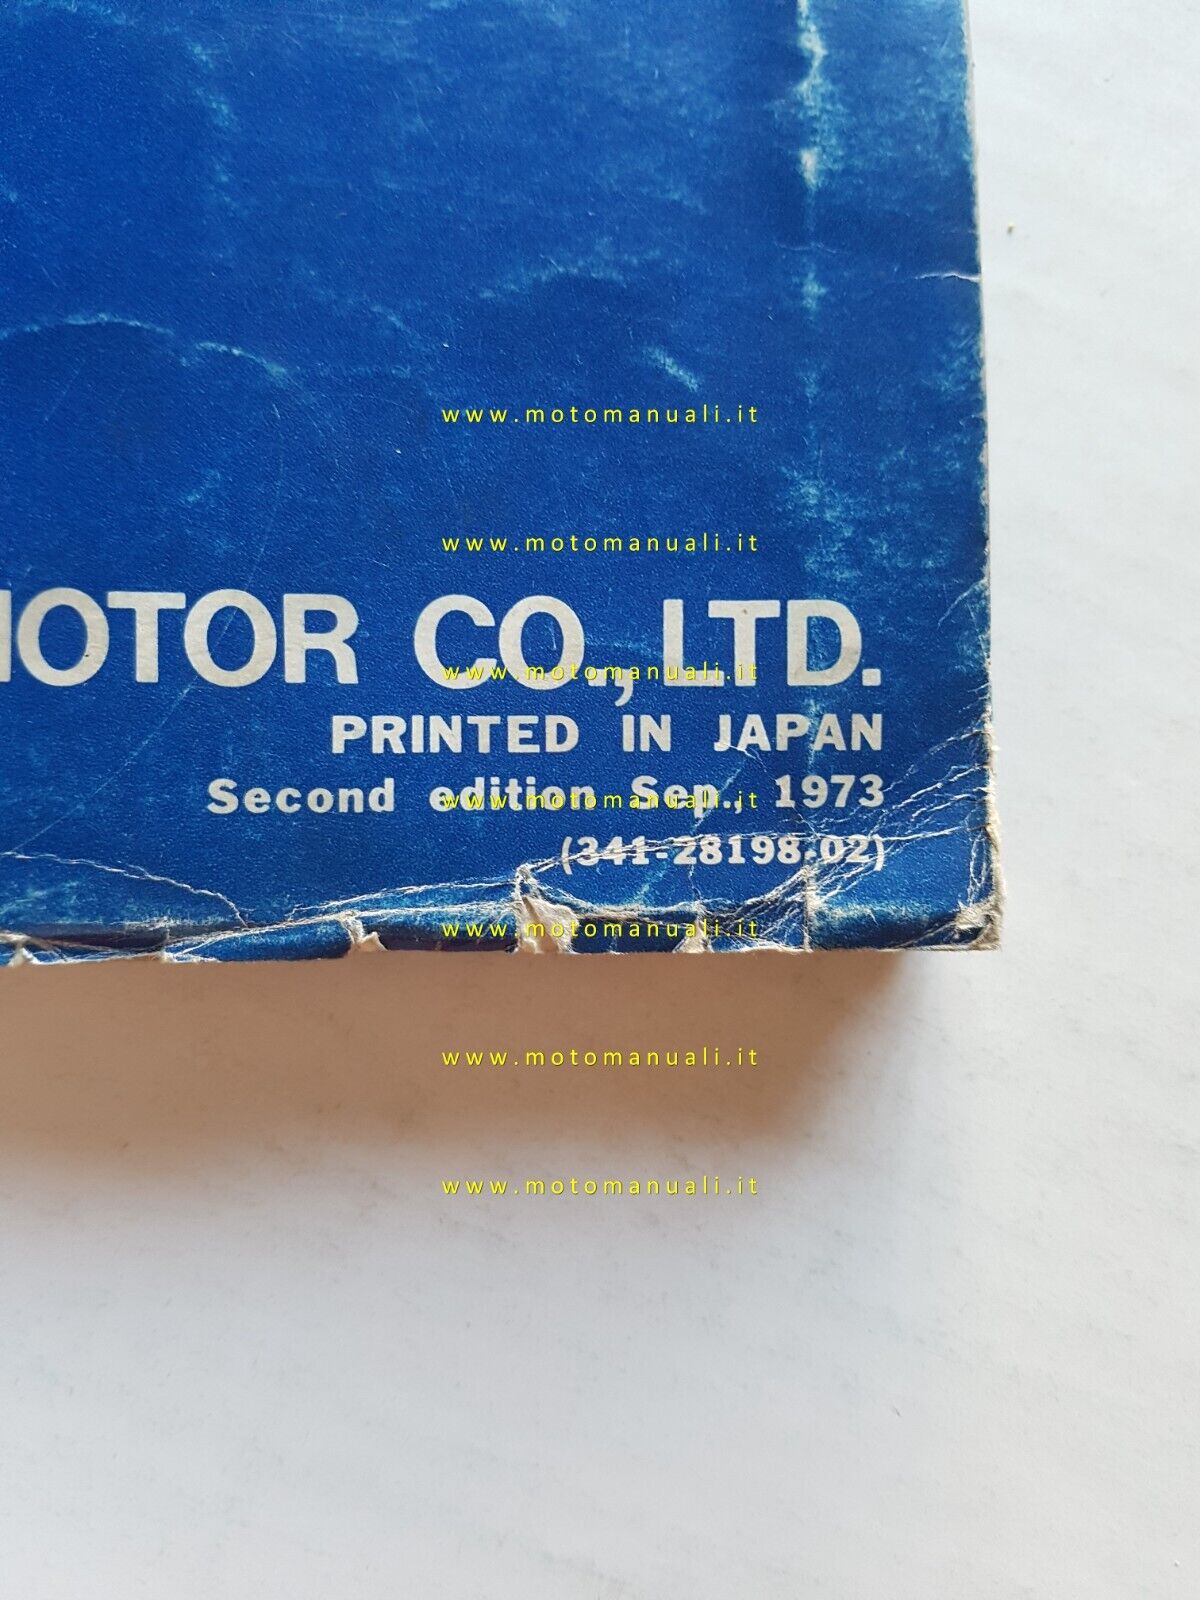 www.motomanuali.it
www.motomanuali.it
MOTOR CO., LTD.
www.motomanuali.it
PRINTED IN JAPAN
Second edition Sep., 1973
www.motomanuali.it
(341-28198-02)
www.motomanuali.it
www.motomanuali.it
www.motomanuali.it